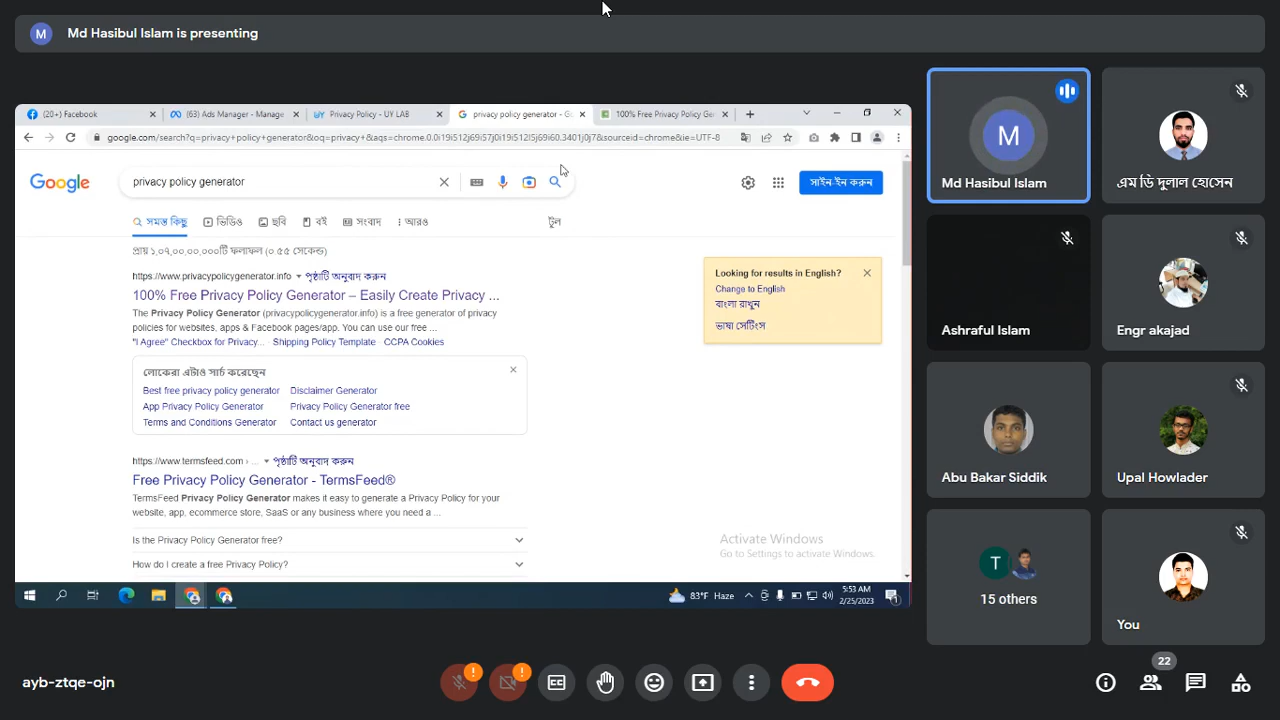 M Md Hasibul Islam is presenting
(20+) Facebook
(63) Ads Manager - Manage
Privacy Policy - UY LAB
privacy policy generator - G
100% Free Privacy Policy Ge
google.com/search?q=privacy+policy+generator&oq=privacy+&aqs=chrome.0.0i19i512j69i57j0i19i512l5j69i60.3401j0j7&sourceid=chrome&ie=UTF-8
Google
privacy policy generator
সাইন-ইন করুন
সমস্ত কিছু
ভিডিও
ছবি
বই
সংবাদ
আরও
টুল
প্রায় ১,০৭,০০,০০,০০০টি ফলাফল (০.৫৫ সেকেন্ড)
https://www.privacypolicygenerator.info পৃষ্ঠাটি অনুবাদ করুন
100% Free Privacy Policy Generator – Easily Create Privacy ...
The Privacy Policy Generator (privacypolicygenerator.info) is a free generator of privacy
policies for websites, apps & Facebook pages/app. You can use our free ...
"I Agree" Checkbox for Privacy... · Shipping Policy Template · CCPA Cookies
লোকেরা এটাও সার্চ করেছেন
Best free privacy policy generator
Disclaimer Generator
App Privacy Policy Generator
Privacy Policy Generator free
Terms and Conditions Generator
Contact us generator
https://www.termsfeed.com › ... পৃষ্ঠাটি অনুবাদ করুন
Free Privacy Policy Generator - TermsFeed®
TermsFeed Privacy Policy Generator makes it easy to generate a Privacy Policy for your
website, app, ecommerce store, SaaS or any business where you need a ...
Is the Privacy Policy Generator free?
How do I create a free Privacy Policy?
Looking for results in English?
Change to English
বাংলা রাখুন
ভাষা সেটিংস
Activate Windows
Go to Settings to activate Windows.
83°F Haze
5:53 AM
2/25/2023
1
M
Md Hasibul Islam
এম ডি দুলাল হোসেন
Ashraful Islam
Engr akajad
Abu Bakar Siddik
Upal Howlader
T
15 others
You
ayb-ztqe-ojn
22